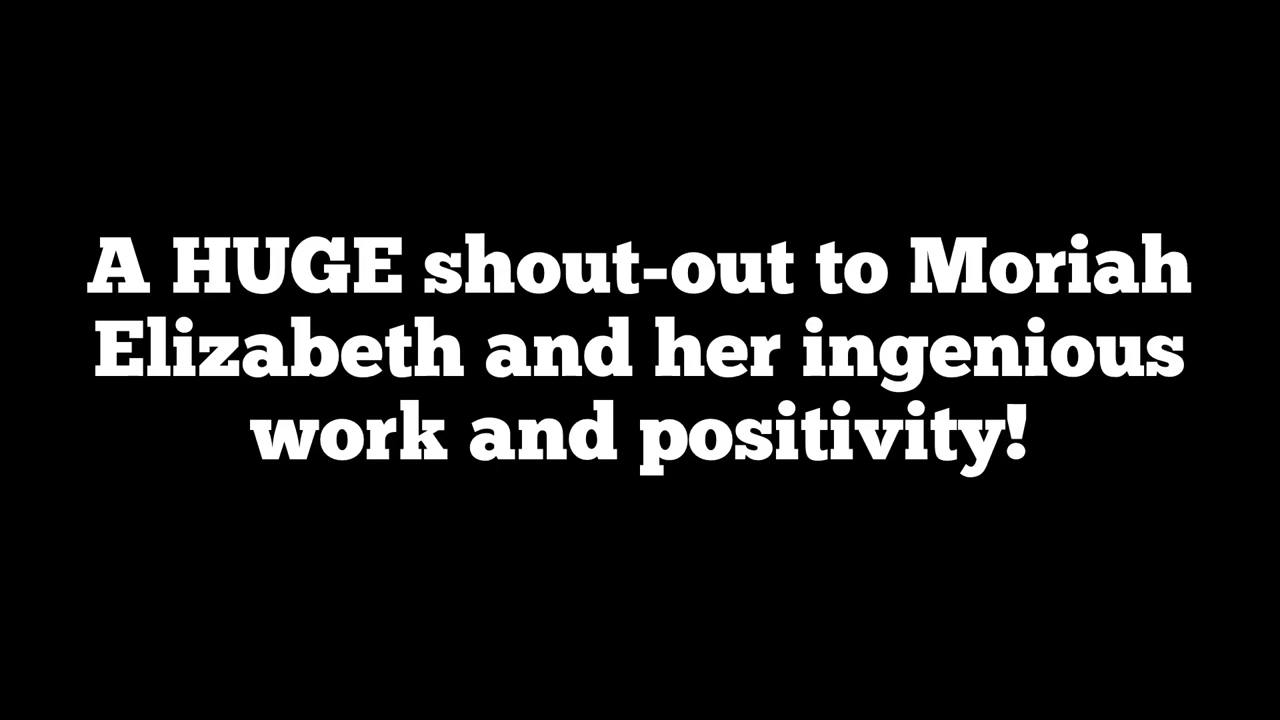 A HUGE shout-out to Moriah
Elizabeth and her ingenious
work and positivity!